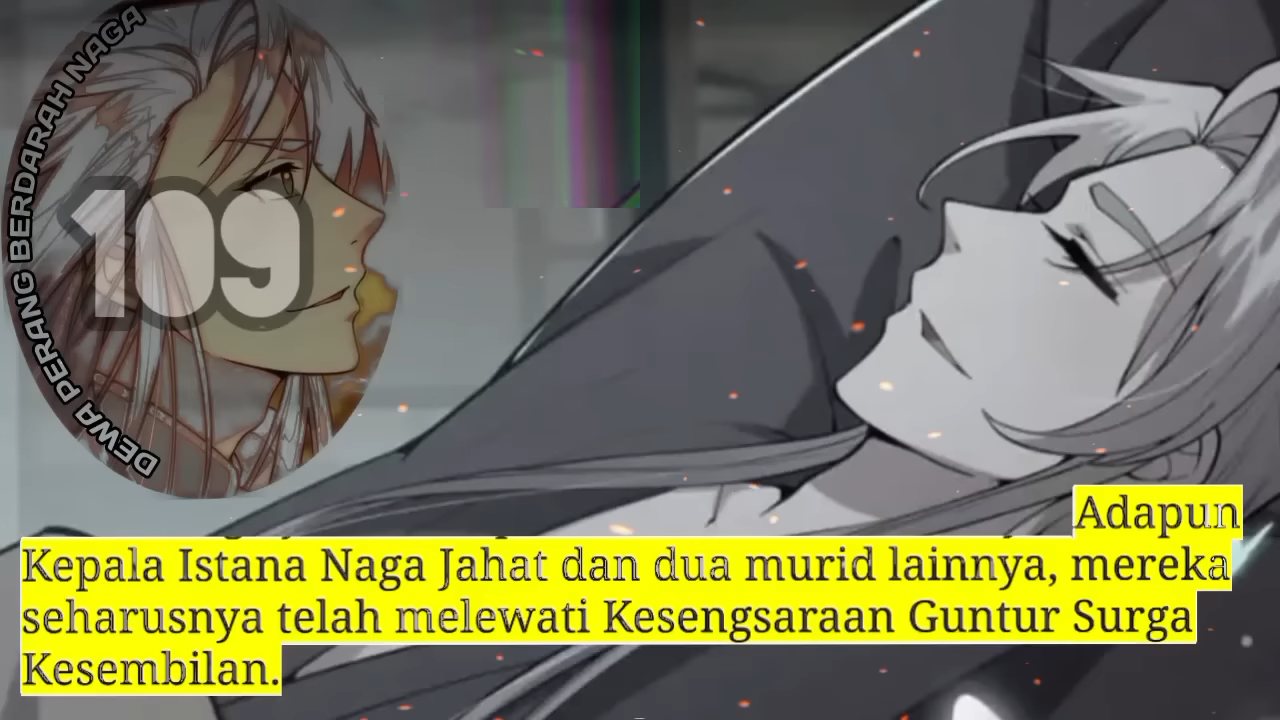 DEWA PERANG BERDARAH NAGA
109
Adapun
Kepala Istana Naga Jahat dan dua murid lainnya, mereka
seharusnya telah melewati Kesengsaraan Guntur Surga
Kesembilan.